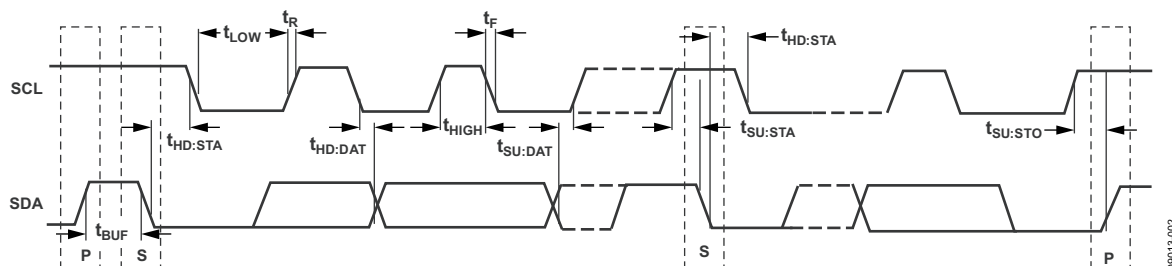 tLOW
tR
tF
tHD:STA
SCL
tHD:STA
tHD:DAT
tHIGH
tSU:DAT
tSU:STA
tSU:STO
SDA
tBUF
P
S
S
P